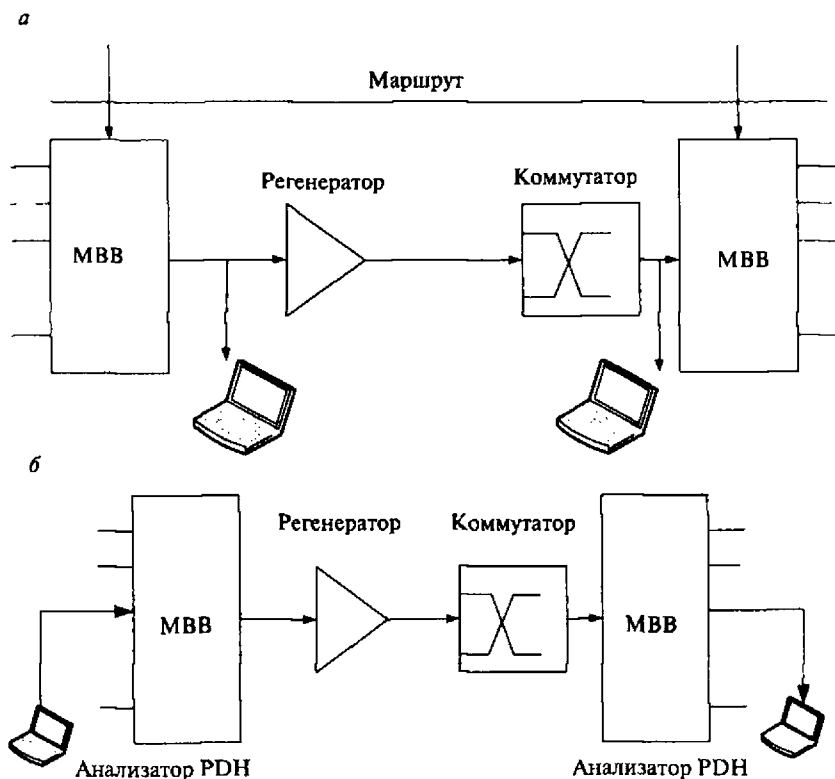 а
Маршрут
Регенератор
Коммутатор
МВВ
МВВ
б
Регенератор
Коммутатор
МВВ
МВВ
Анализатор PDH
Анализатор PDH